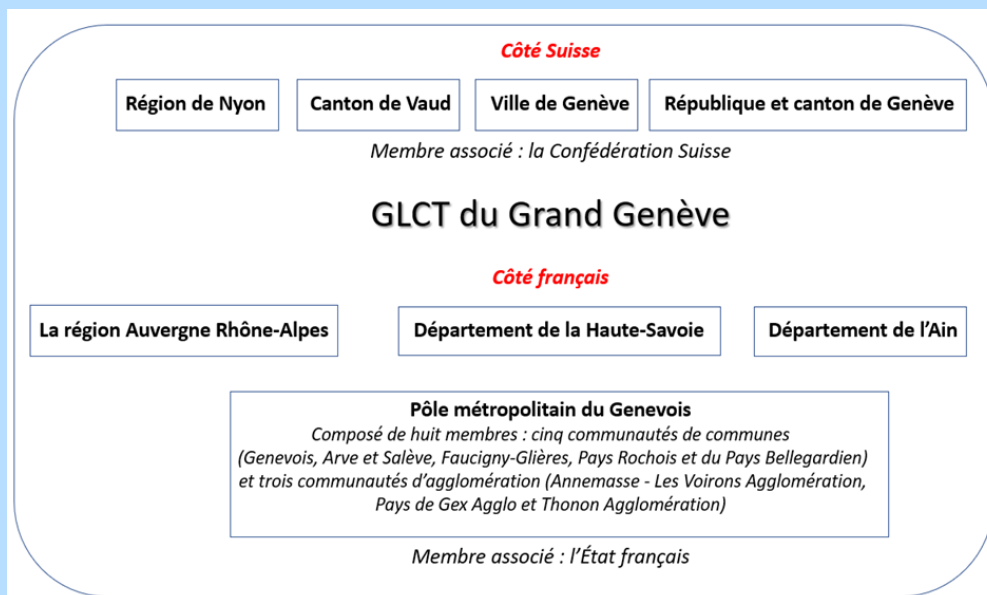 Côté Suisse
Région de Nyon
Canton de Vaud
Ville de Genève
République et canton de Genève
Membre associé : la Confédération Suisse
GLCT du Grand Genève
Côté français
La région Auvergne Rhône-Alpes
Département de la Haute-Savoie
Département de l'Ain
Pôle métropolitain du Genevois
Composé de huit membres : cinq communautés de communes
(Genevois, Arve et Salève, Faucigny-Glières, Pays Rochois et du Pays Bellegardien)
et trois communautés d'agglomération (Annemasse - Les Voirons Agglomération,
Pays de Gex Agglo et Thonon Agglomération)
Membre associé : l'État français